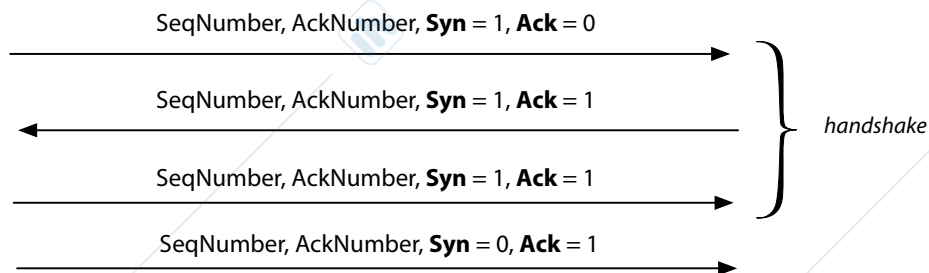 SeqNumber, AckNumber, Syn = 1, Ack = 0
SeqNumber, AckNumber, Syn = 1, Ack = 1
handshake
SeqNumber, AckNumber, Syn = 1, Ack = 1
SeqNumber, AckNumber, Syn = 0, Ack = 1